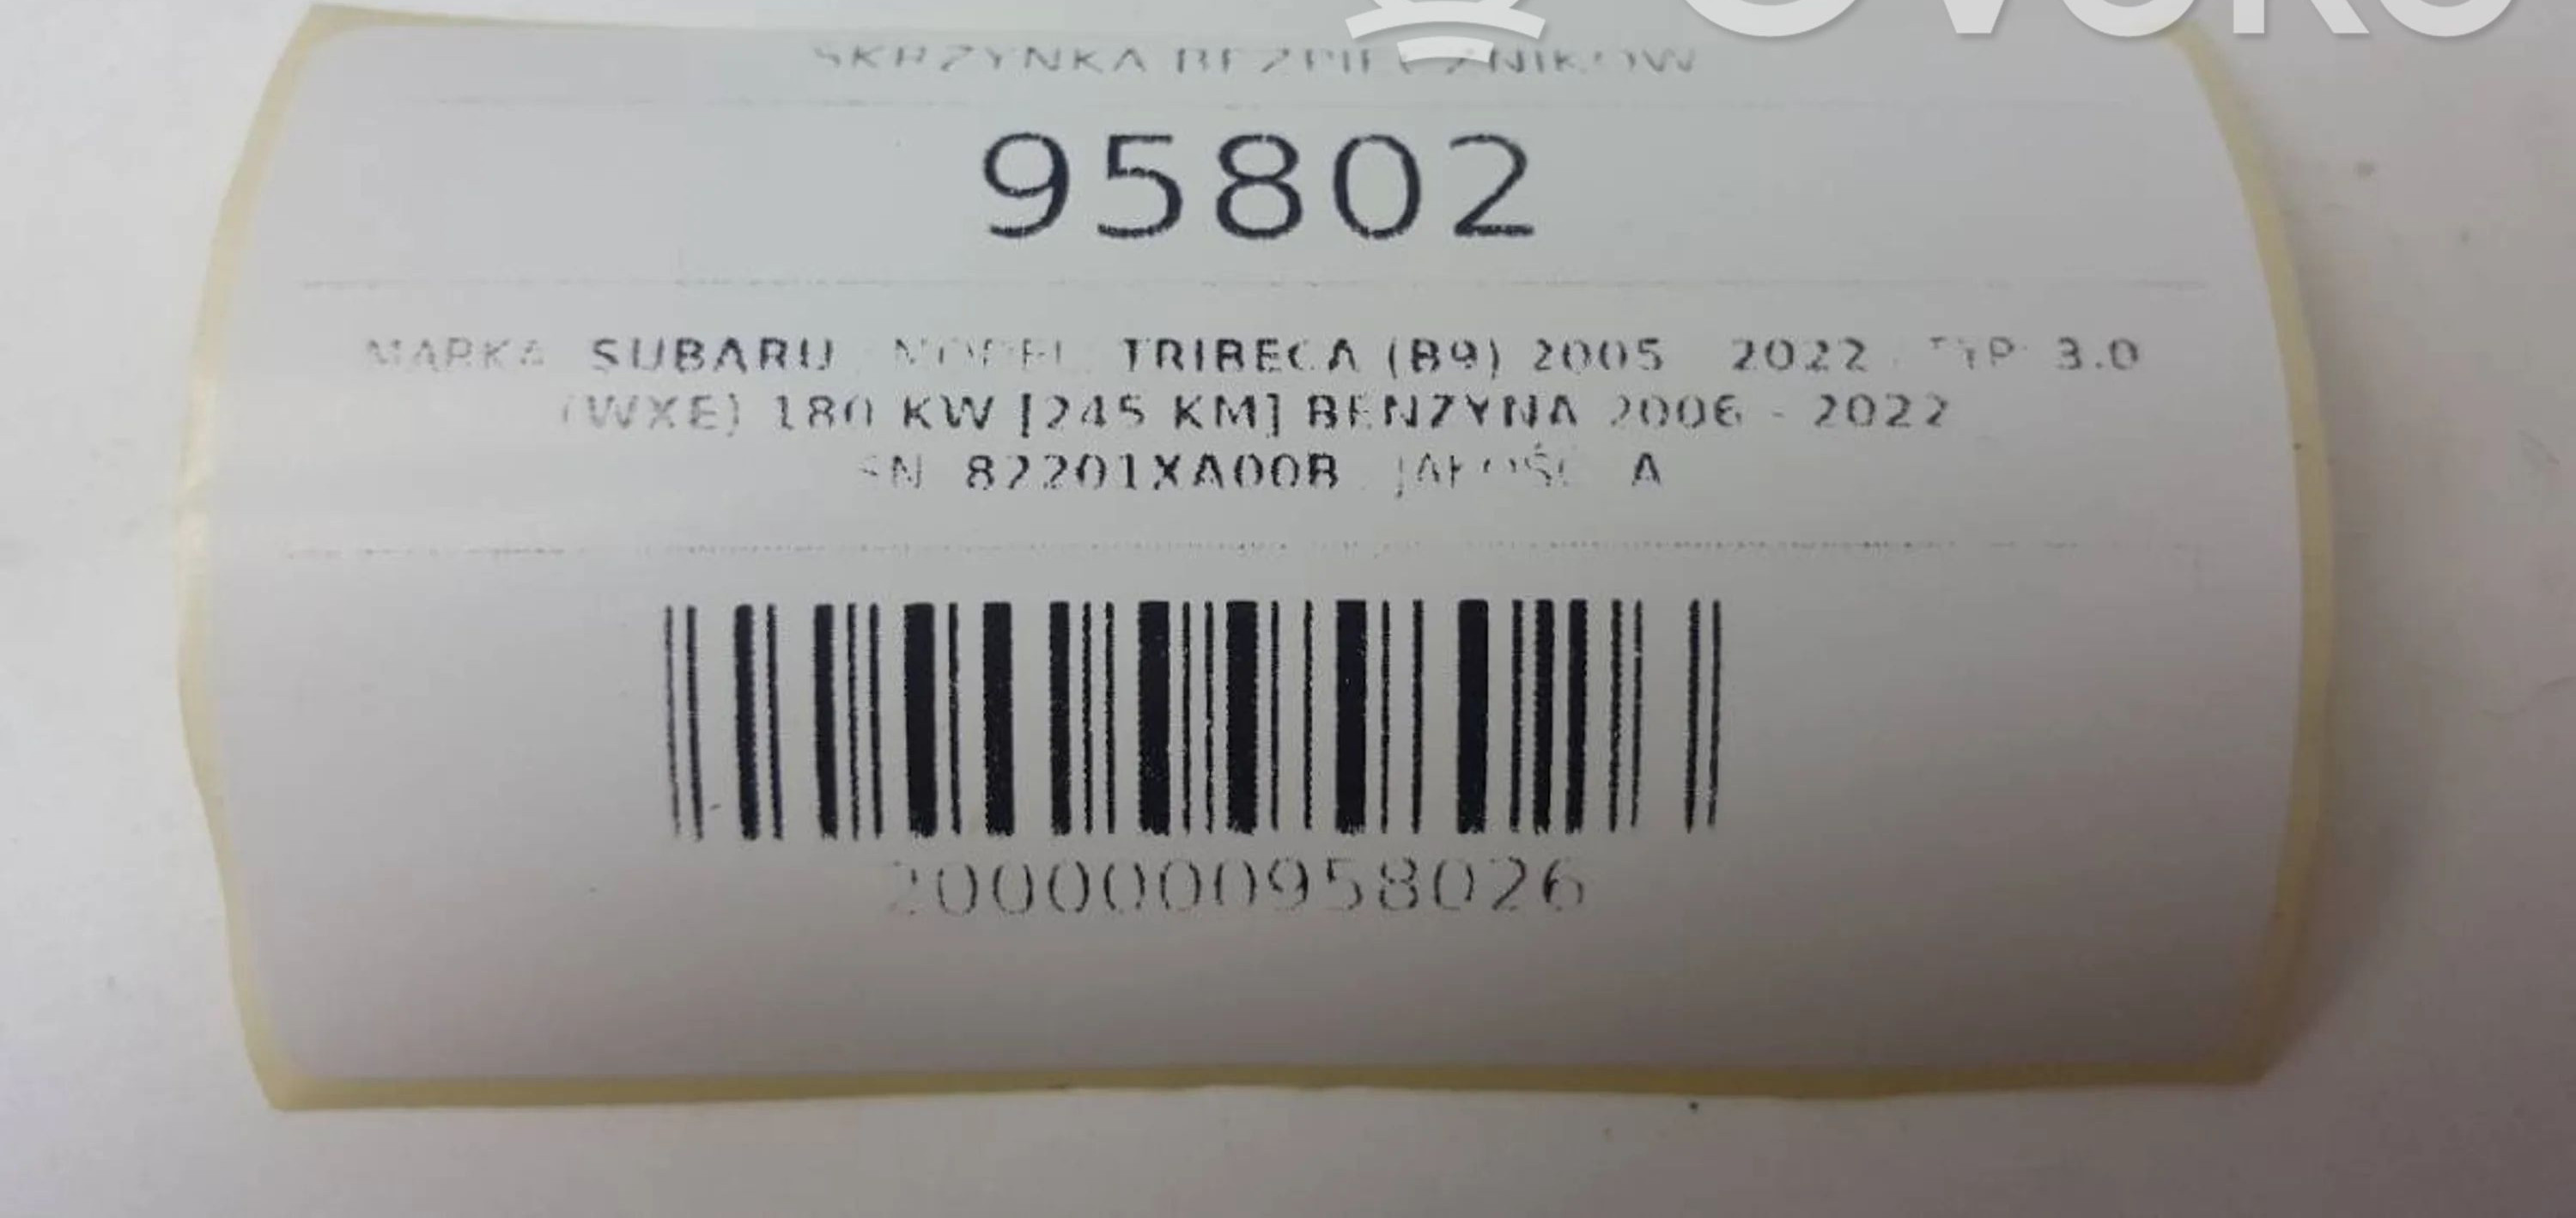 OVOKO
SKRZYNKA BEZPIECZNIKÓW
95802
MARKA SUBARU MODEL TRIBECA (B9) 2005 2022 TYP 3.0
(WXE) 180 KW [245 KM] BENZYNA 2006 - 2022
SN 82201XA00B JAKOŚĆ A
2000000958026